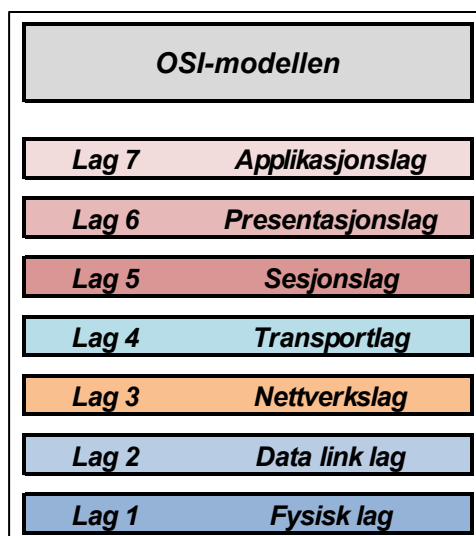 OSI-modellen
Lag 7 Applikasjonslag
Lag 6 Presentasjonslag
Lag 5 Sesjonslag
Lag 4 Transportlag
Lag 3 Nettverkslag
Lag 2 Data link lag
Lag 1 Fysisk lag